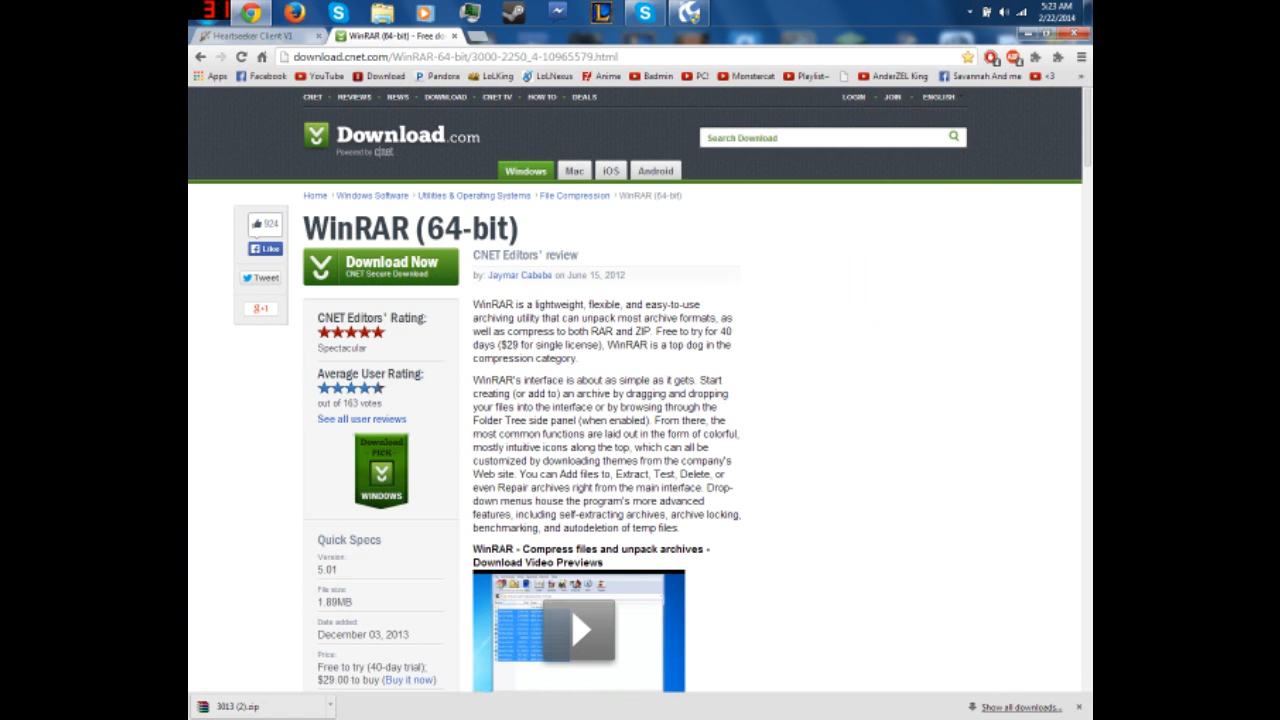 31
5:23 AM
2/22/2014
Heartseeker Client V1
WinRAR (64-bit) - Free do
download.cnet.com/WinRAR-64-bit/3000-2250_4-10965579.html
Apps Facebook YouTube Download Pandora LoLKing LoLNexus Anime Badmin PC! Monstercat Playlist~ AnderZEL King Savannah And me <3 »
CNET REVIEWS NEWS DOWNLOAD CNET TV HOW TO DEALS LOGIN JOIN ENGLISH
Download.com
Powered by c|net
Search Download
Windows Mac iOS Android
Home Windows Software Utilities & Operating Systems File Compression WinRAR (64-bit)
924
Like
Tweet
g+1
WinRAR (64-bit)
Download Now
CNET Secure Download
CNET Editors' Rating:
Spectacular
Average User Rating:
out of 163 votes
See all user reviews
Download
PICK
WINDOWS
Quick Specs
Version:
5.01
File size:
1.89MB
Date added:
December 03, 2013
Price:
Free to try (40-day trial);
$29.00 to buy (Buy it now)
CNET Editors' review
by: Jaymar Cabebe on June 15, 2012
WinRAR is a lightweight, flexible, and easy-to-use
archiving utility that can unpack most archive formats, as
well as compress to both RAR and ZIP. Free to try for 40
days ($29 for single license), WinRAR is a top dog in the
compression category.
WinRAR's interface is about as simple as it gets. Start
creating (or add to) an archive by dragging and dropping
your files into the interface or by browsing through the
Folder Tree side panel (when enabled). From there, the
most common functions are laid out in the form of colorful,
mostly intuitive icons along the top, which can all be
customized by downloading themes from the company's
Web site. You can Add files to, Extract, Test, Delete, or
even Repair archives right from the main interface. Drop-
down menus house the program's more advanced
features, including self-extracting archives, archive locking,
benchmarking, and autodeletion of temp files.
WinRAR - Compress files and unpack archives -
Download Video Previews
3013 (2).zip
Show all downloads...